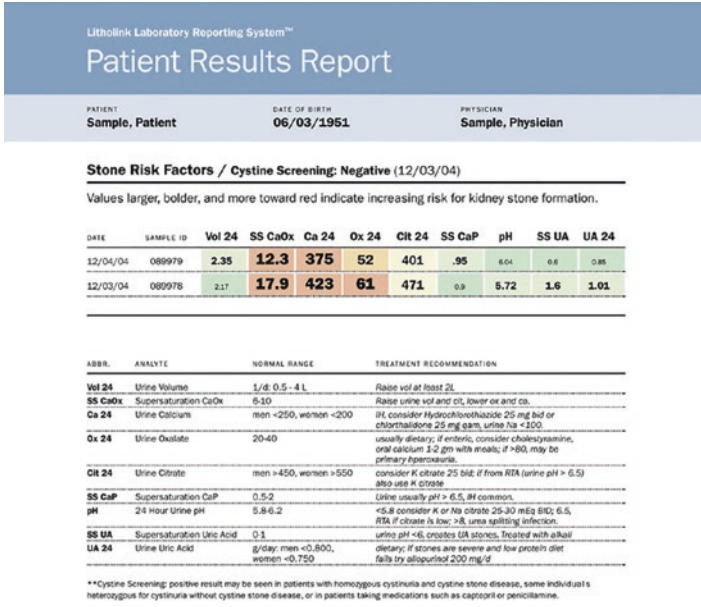 Litholink Laboratory Reporting System™
Patient Results Report
PATIENT DATE OF BIRTH PHYSICIAN
Sample, Patient 06/03/1951 Sample, Physician
Stone Risk Factors / Cystine Screening: Negative (12/03/04)
Values larger, bolder, and more toward red indicate increasing risk for kidney stone formation.
DATE SAMPLE ID Vol 24 SS CaOx Ca 24 Ox 24 Cit 24 SS CaP pH SS UA UA 24
12/04/04 089979 2.35 12.3 375 52 401 .95 6.04 0.6 0.85
12/03/04 089978 2.17 17.9 423 61 471 0.9 5.72 1.6 1.01
ABBR. ANALYTE NORMAL RANGE TREATMENT RECOMMENDATION
Vol 24 Urine Volume 1/d: 0.5 - 4 L Raise vol at least 2L
SS CaOx Supersaturation CaOx 6-10 Raise urine vol and cit, lower ox and ca.
Ca 24 Urine Calcium men <250, women <200 IH, consider Hydrochlorothiazide 25 mg bid or
chlorthalidone 25 mg qam, urine Na <100.
Ox 24 Urine Oxalate 20-40 usually dietary; if enteric, consider cholestyramine,
oral calcium 1-2 gm with meals; if >80, may be
primary hperoxauria.
Cit 24 Urine Citrate men >450, women >550 consider K citrate 25 bid; if from RTA (urine pH > 6.5)
also use K citrate
SS CaP Supersaturation CaP 0.5-2 Urine usually pH > 6.5, IH common.
pH 24 Hour Urine pH 5.8-6.2 <5.8 consider K or Na citrate 25-30 mEq BID; 6.5,
RTA if citrate is low; >8, urea splitting infection.
SS UA Supersaturation Uric Acid 0-1 urine pH <6, creates UA stones. Treated with alkali
UA 24 Urine Uric Acid g/day: men <0.800, dietary; if stones are severe and low protein diet
women <0.750 fails try allopurinol 200 mg/d
**Cystine Screening: positive result may be seen in patients with homozygous cystinuria and cystine stone disease, some individual s
heterozygous for cystinuria without cystine stone disease, or in patients taking medications such as captopril or penicillamine.